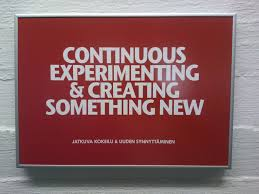 CONTINUOUS
EXPERIMENTING
& CREATING
SOMETHING NEW
JATKUVA KOKEILU & UUDEN SYNNYTTÄMINEN